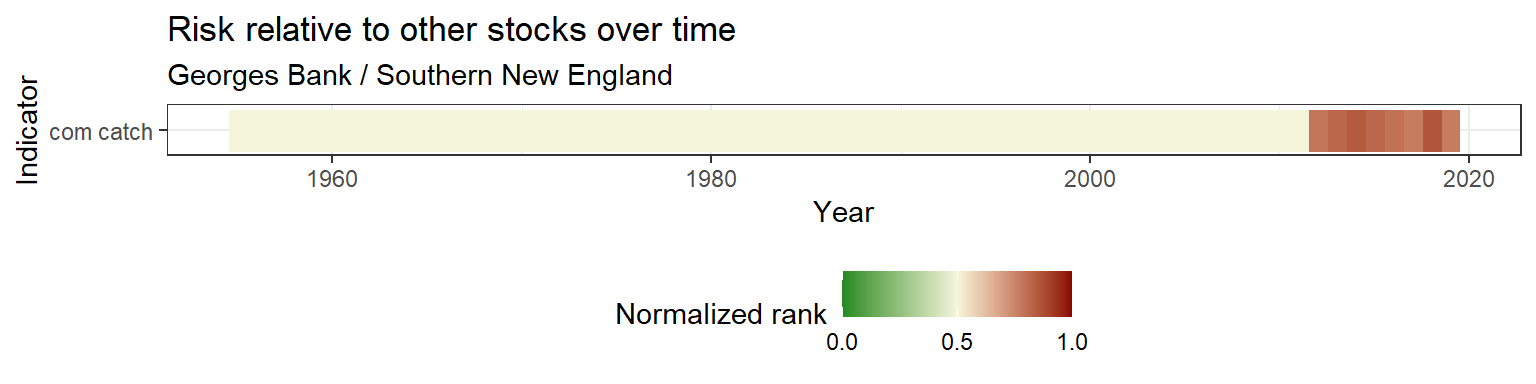 Risk relative to other stocks over time
Georges Bank / Southern New England
Indicator
com catch
1960 1980 2000 2020
Year
Normalized rank
0.0 0.5 1.0